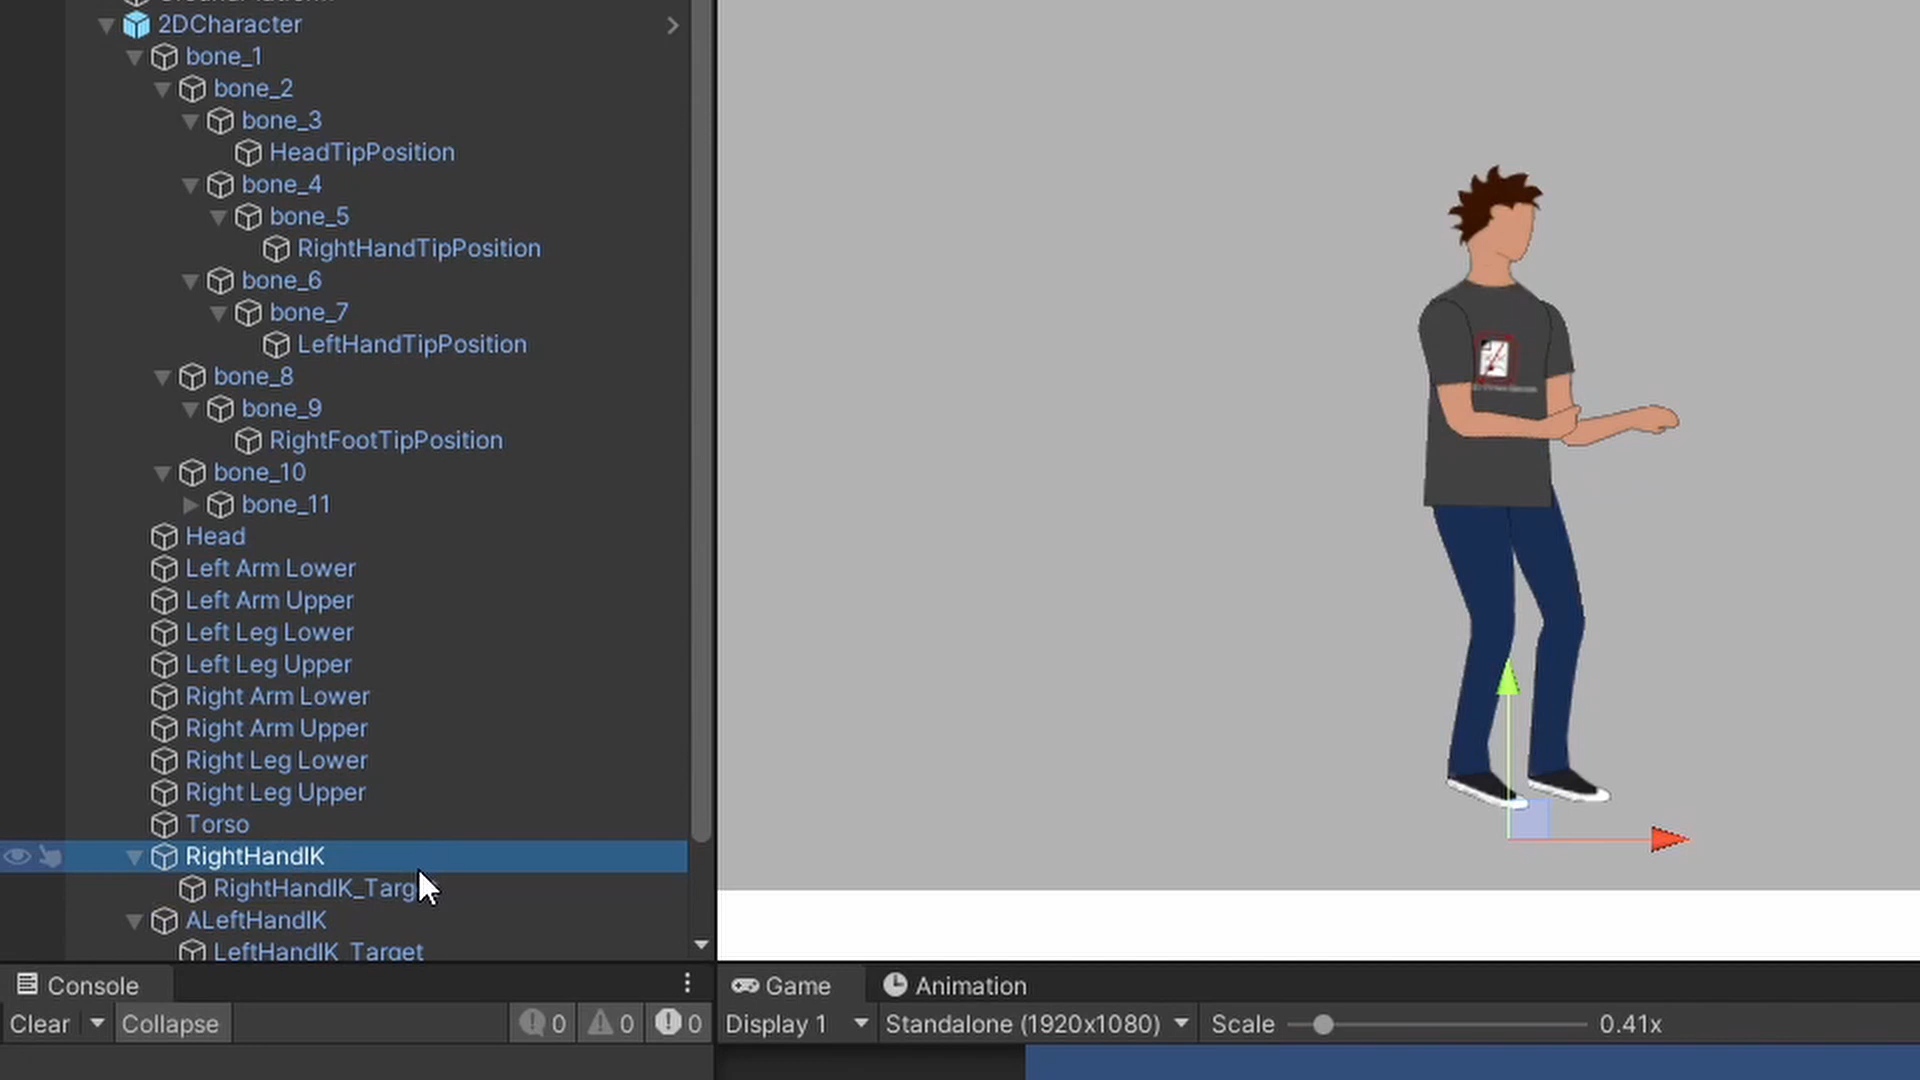 2DCharacter
bone_1
bone_2
bone_3
HeadTipPosition
bone_4
bone_5
RightHandTipPosition
bone_6
bone_7
LeftHandTipPosition
bone_8
bone_9
RightFootTipPosition
bone_10
bone_11
Head
Left Arm Lower
Left Arm Upper
Left Leg Lower
Left Leg Upper
Right Arm Lower
Right Arm Upper
Right Leg Lower
Right Leg Upper
Torso
RightHandIK
RightHandIK_Targ
ALeftHandIK
LeftHandIK_Target
Console
Clear Collapse 0 0 0
Game Animation
Display 1 Standalone (1920x1080) Scale 0.41x